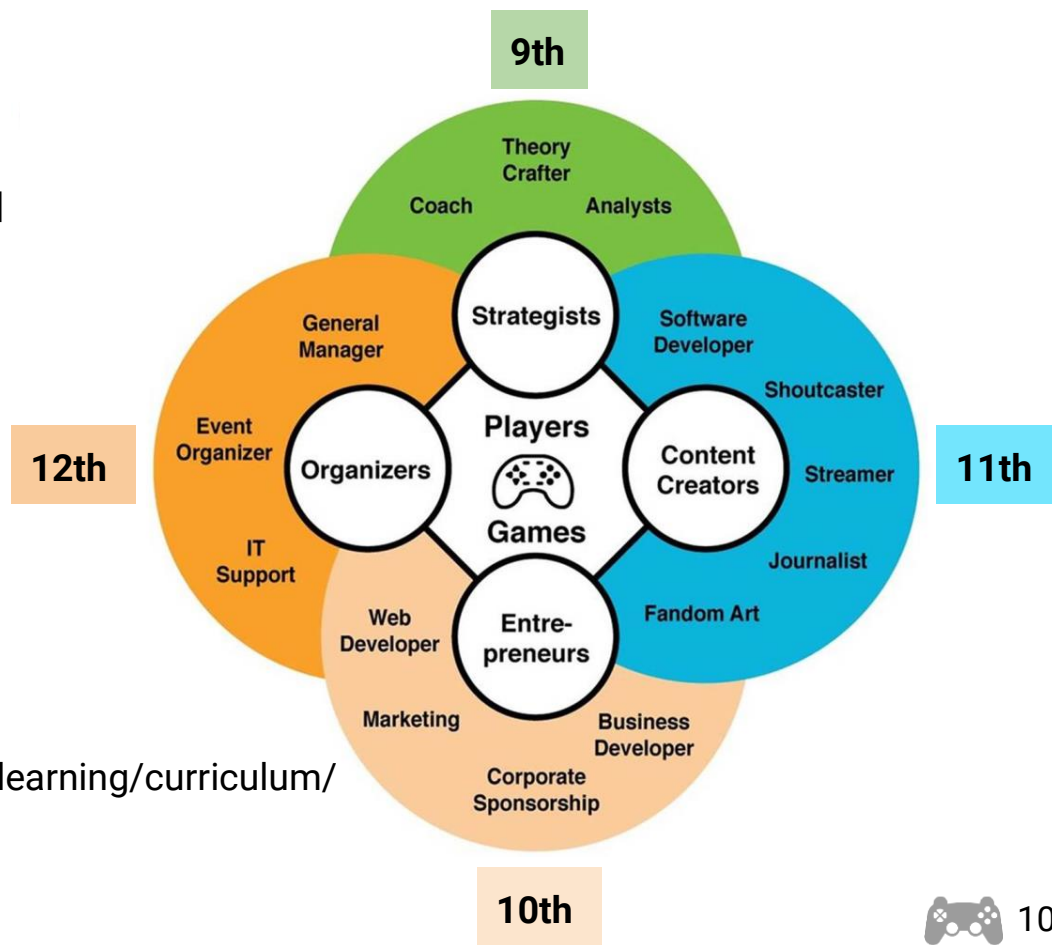 9th
Theory
Crafter
Coach
Analysts
Strategists
General
Manager
Software
Developer
Shoutcaster
Event
Organizer
12th
Organizers
Players
Games
Content
Creators
Streamer
11th
IT
Support
Journalist
Web
Developer
Entre-
preneurs
Fandom Art
Marketing
Business
Developer
learning/curriculum/
Corporate
Sponsorship
10th
10